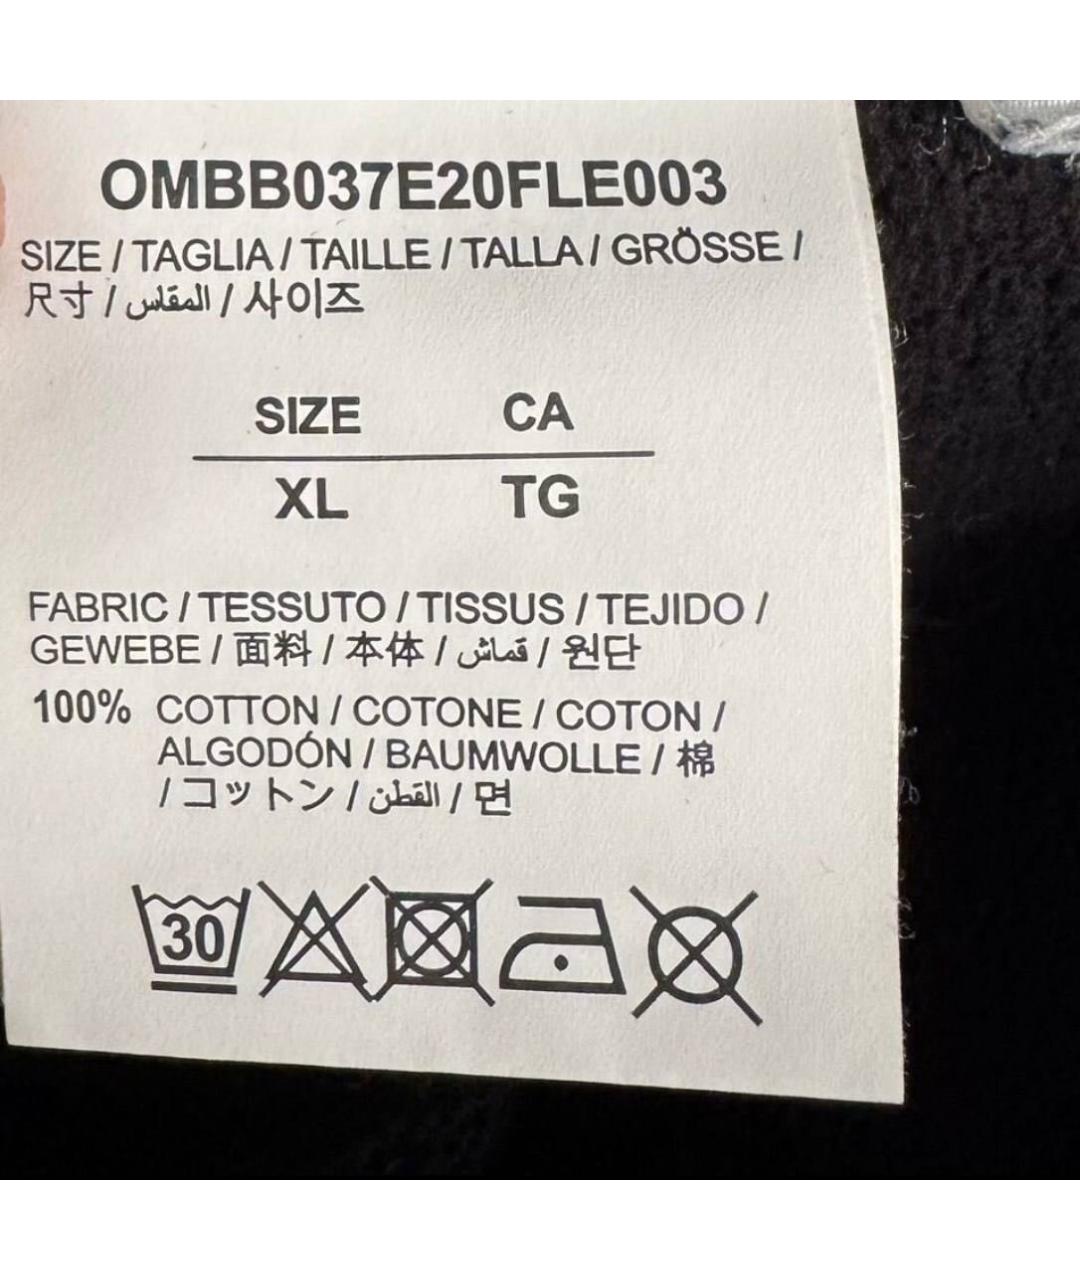 OMBB037E20FLE003
SIZE / TAGLIA / TAILLE / TALLA / GRÖSSE /
尺寸 / المقاس / 사이즈
SIZE CA
XL TG
FABRIC / TESSUTO / TISSUS / TEJIDO /
GEWEBE / 面料 / 本体 / قماش / 원단
100% COTTON / COTONE / COTON /
ALGODÓN / BAUMWOLLE / 棉
/ コットン / القطن / 면
30